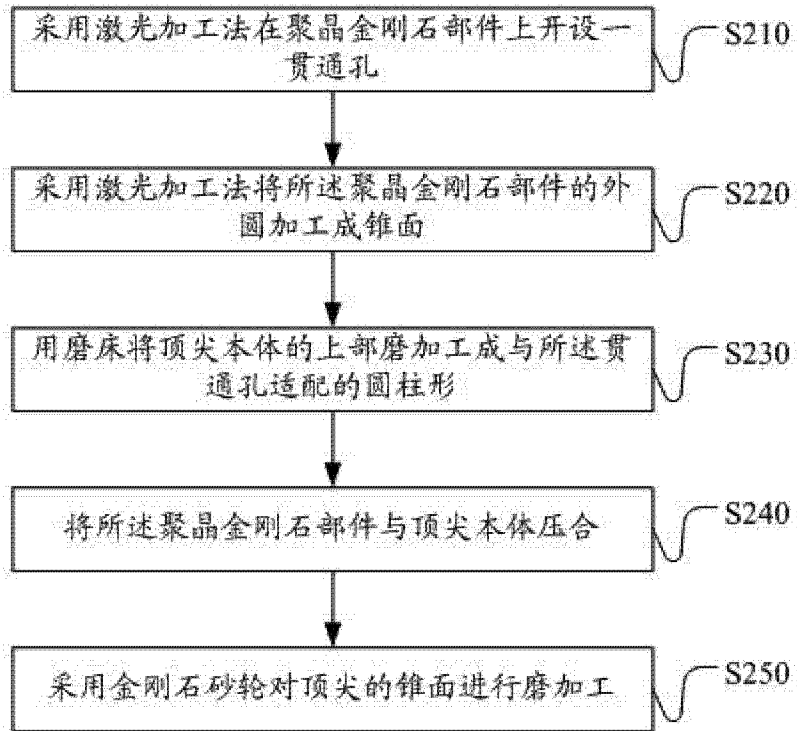 采用激光加工法在聚晶金刚石部件上开设一
贯通孔
S210
采用激光加工法将所述聚晶金刚石部件的外
圆加工成锥面
S220
用磨床将顶尖本体的上部磨加工成与所述贯
通孔适配的圆柱形
S230
将所述聚晶金刚石部件与顶尖本体压合
S240
采用金刚石砂轮对顶尖的锥面进行磨加工
S250